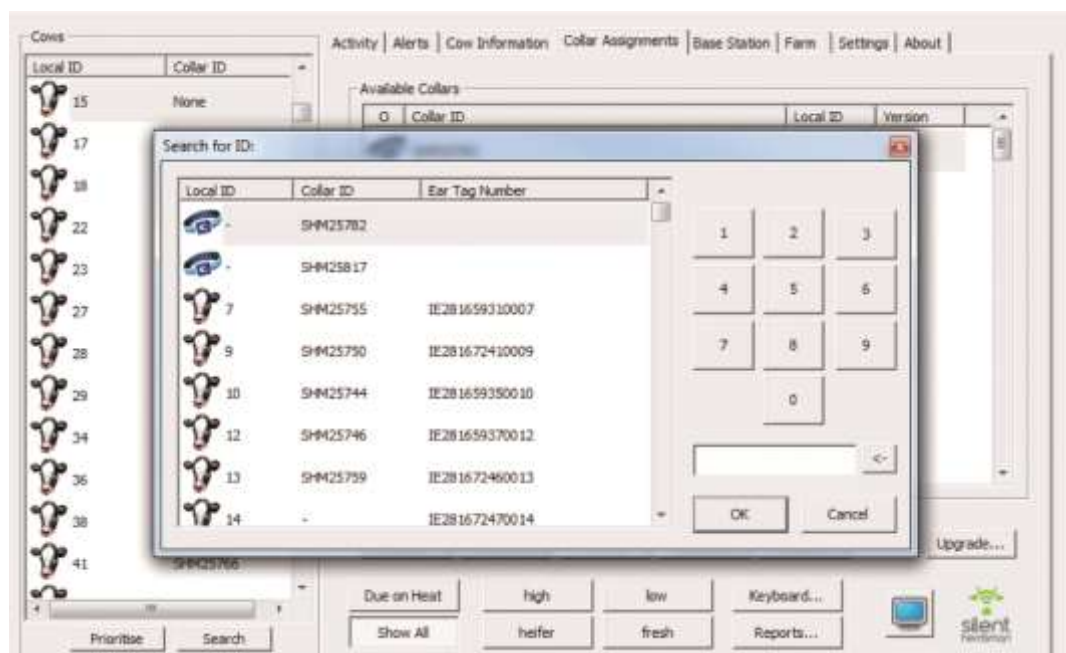 Cows
Local ID Collar ID
15 None
17
18
22
23
27
28
29
34
36
38
41 SHM25766
Prioritise Search
Activity Alerts Cow Information Collar Assignments Base Station Farm Settings About
Available Collars
O Collar ID Local ID Version
Search for ID:
Local ID Collar ID Ear Tag Number
- SHM25782
- SHM25817
7 SHM25755 IE281659310007
9 SHM25750 IE281672410009
10 SHM25744 IE281659350010
12 SHM25746 IE281659370012
13 SHM25759 IE281672460013
14 - IE281672470014
1 2 3
4 5 6
7 8 9
0
<-
OK Cancel
Upgrade...
Due on Heat high low Keyboard...
Show All heifer fresh Reports...
silent
herdsman